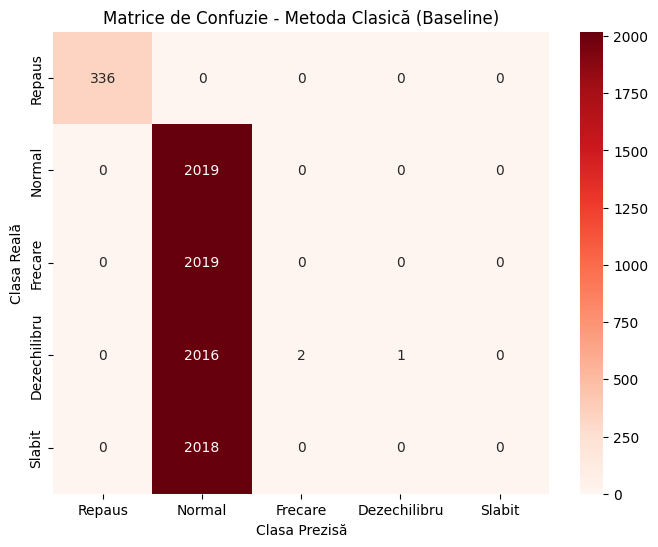 Matrice de Confuzie - Metoda Clasică (Baseline)
Clasa Reală
Repaus 336 0 0 0 0
Normal 0 2019 0 0 0
Frecare 0 2019 0 0 0
Dezechilibru 0 2016 2 1 0
Slabit 0 2018 0 0 0
Repaus Normal Frecare Dezechilibru Slabit
Clasa Prezisă
2000
1750
1500
1250
1000
750
500
250
0